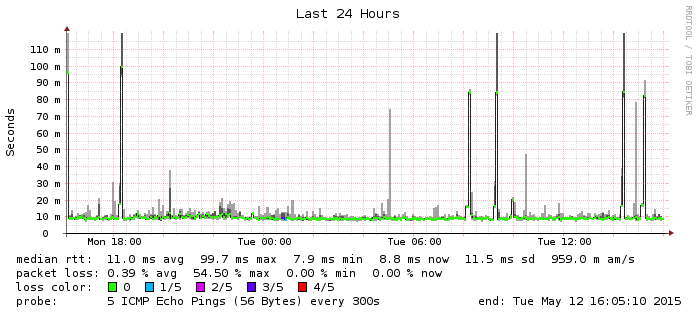 Last 24 Hours
RRDTOOL / TOBI OETIKER
Seconds
110 m
100 m
90 m
80 m
70 m
60 m
50 m
40 m
30 m
20 m
10 m
0
Mon 18:00 Tue 00:00 Tue 06:00 Tue 12:00
median rtt: 11.0 ms avg 99.7 ms max 7.9 ms min 8.8 ms now 11.5 ms sd 959.0 m am/s
packet loss: 0.39 % avg 54.50 % max 0.00 % min 0.00 % now
loss color: 0 1/5 2/5 3/5 4/5
probe: 5 ICMP Echo Pings (56 Bytes) every 300s end: Tue May 12 16:05:10 2015